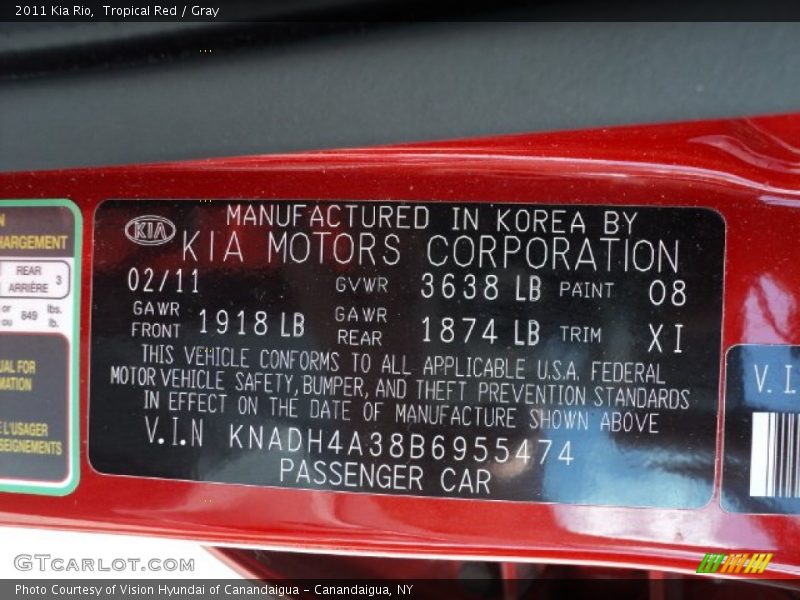 2011 Kia Rio, Tropical Red / Gray
N
HARGEMENT
REAR
ARRIÈRE 3
or 849 lbs.
ou lb.
UAL FOR
MATION
E L'USAGER
SEIGNEMENTS
KIA
MANUFACTURED IN KOREA BY
KIA MOTORS CORPORATION
02/11 GVWR 3638 LB PAINT 08
GAWR FRONT 1918 LB GAWR REAR 1874 LB TRIM XI
THIS VEHICLE CONFORMS TO ALL APPLICABLE U.S.A. FEDERAL
MOTOR VEHICLE SAFETY, BUMPER, AND THEFT PREVENTION STANDARDS
IN EFFECT ON THE DATE OF MANUFACTURE SHOWN ABOVE
V.I.N KNADH4A38B6955474
PASSENGER CAR
V. I
GTCARLOT.COM
Photo Courtesy of Vision Hyundai of Canandaigua - Canandaigua, NY